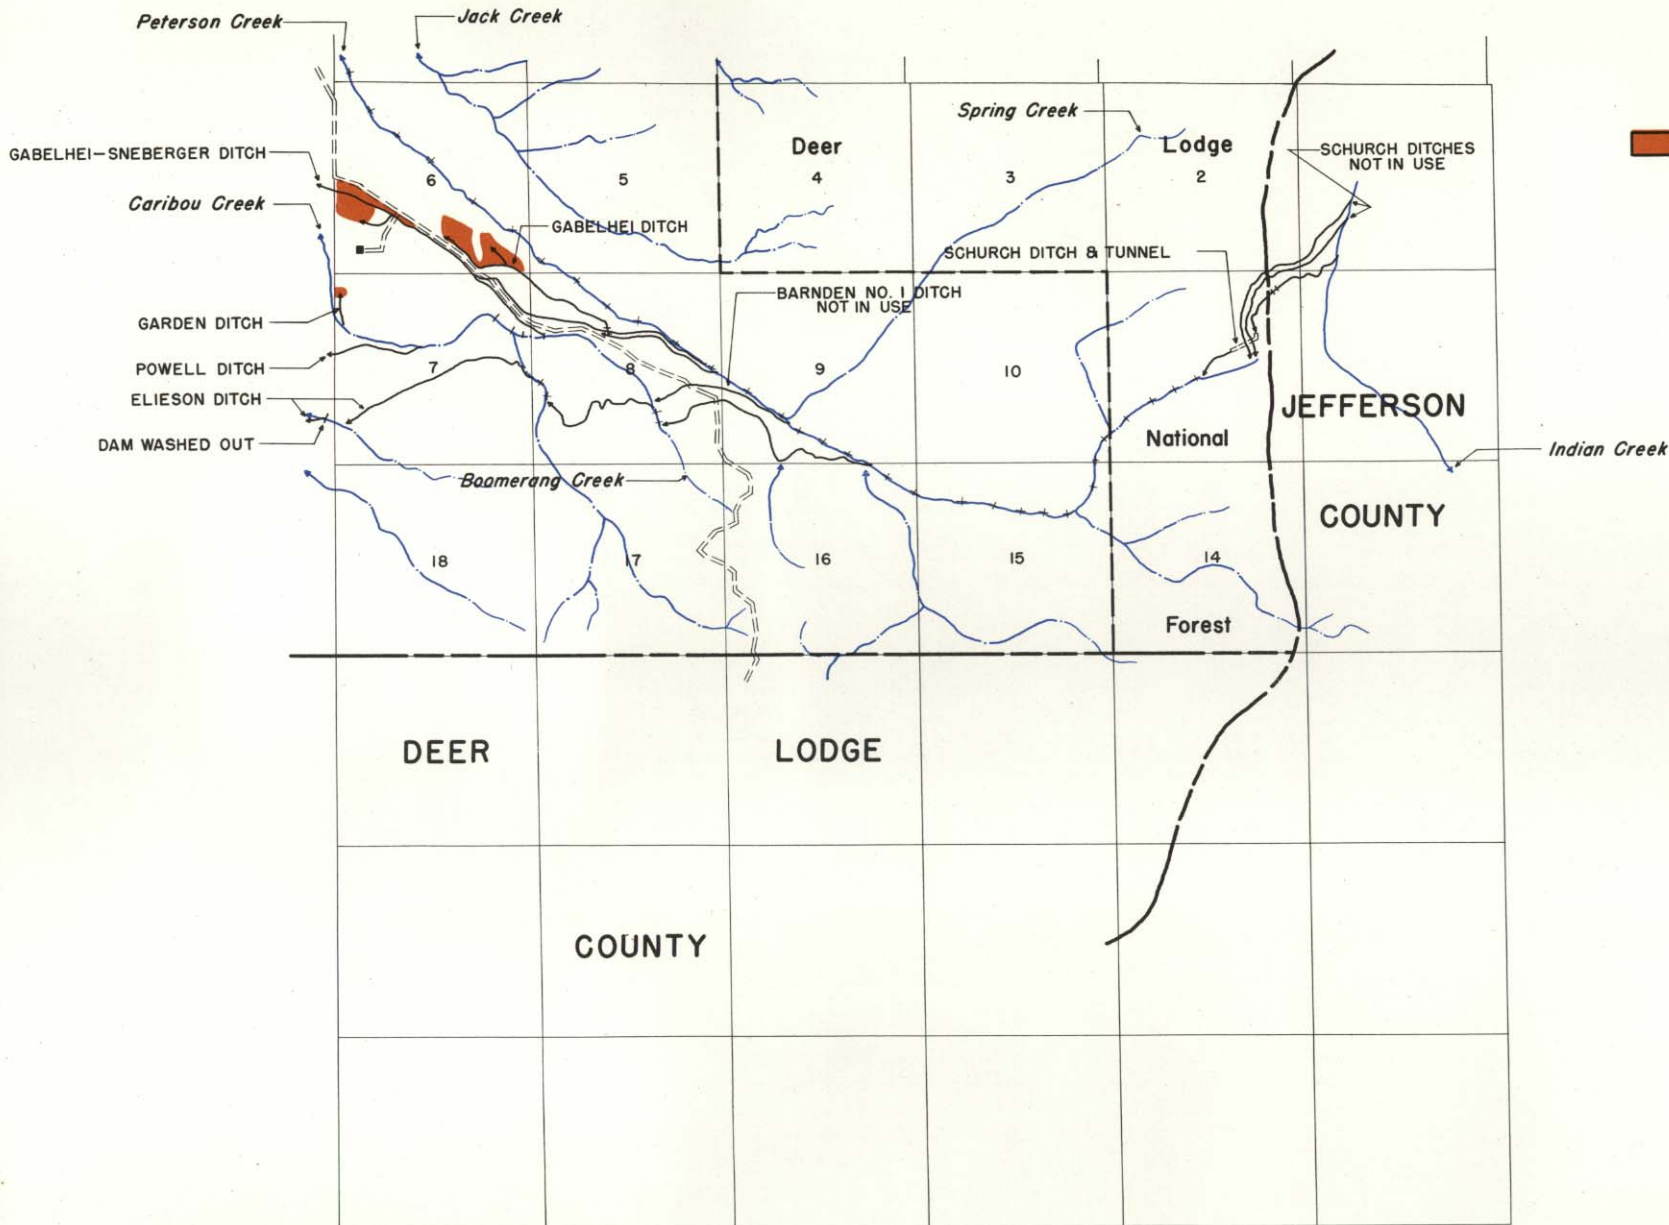 Peterson Creek
Jack Creek
Spring Creek
GABELHEI-SNEBERGER DITCH
Deer
Lodge
SCHURCH DITCHES
NOT IN USE
6
5
4
3
2
Caribou Creek
GABELHEI DITCH
SCHURCH DITCH & TUNNEL
BARNDEN NO. 1 DITCH
NOT IN USE
GARDEN DITCH
POWELL DITCH
7
8
9
10
ELIESON DITCH
JEFFERSON
DAM WASHED OUT
National
Indian Creek
Boomerang Creek
COUNTY
18
17
16
15
14
Forest
DEER
LODGE
COUNTY